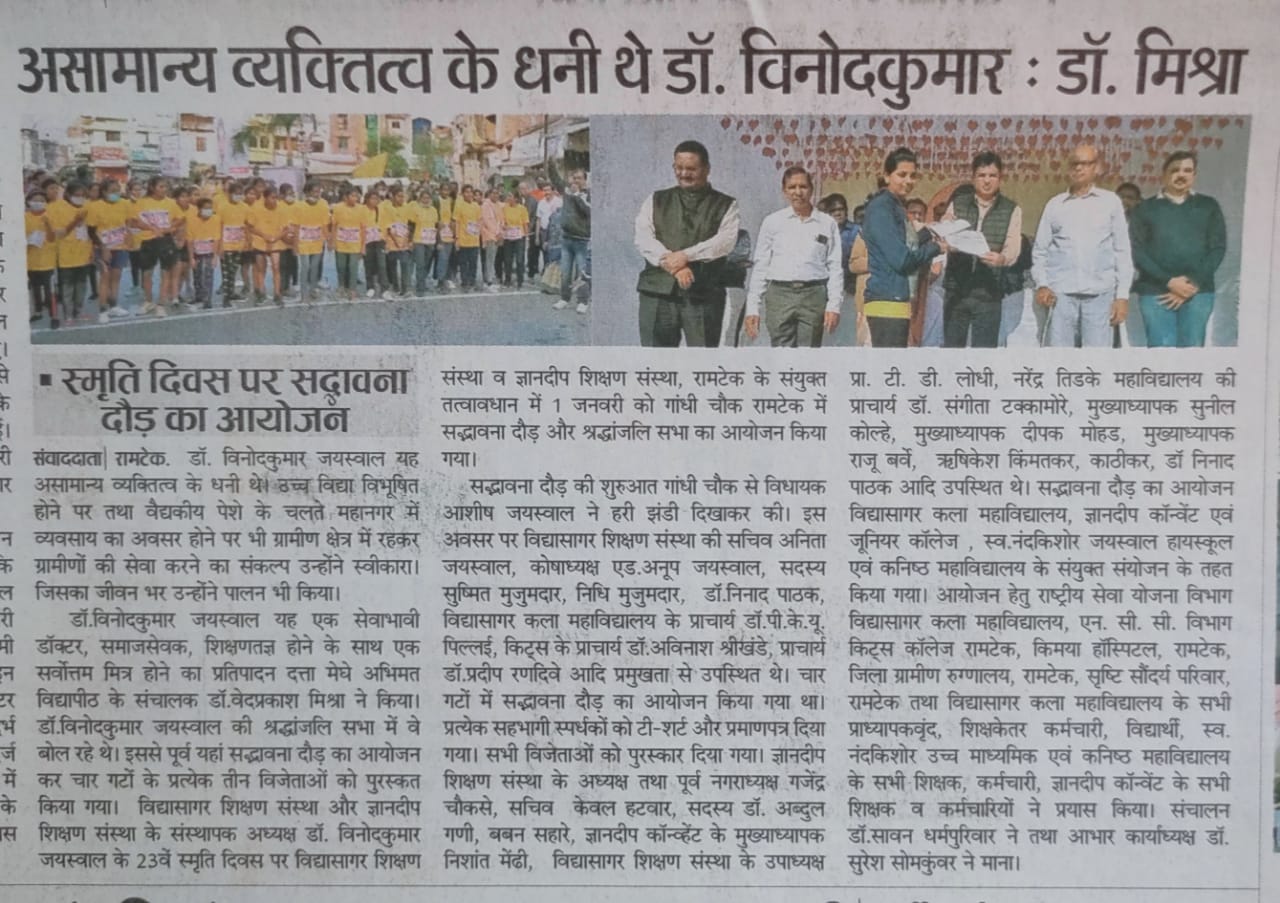 असामान्य व्यक्तित्व के धनी थे डॉ. विनोदकुमार : डॉ. मिश्रा
▪ स्मृति दिवस पर सद्भावना
दौड़ का आयोजन
संवाददाता| रामटेक. डॉ. विनोदकुमार जयस्वाल यह
असामान्य व्यक्तित्व के धनी थे। उच्च विद्या विभूषित
होने पर तथा वैद्यकीय पेशे के चलते महानगर में
व्यवसाय का अवसर होने पर भी ग्रामीण क्षेत्र में रहकर
ग्रामीणों की सेवा करने का संकल्प उन्होंने स्वीकारा।
जिसका जीवन भर उन्होंने पालन भी किया।
डॉ.विनोदकुमार जयस्वाल यह एक सेवाभावी
डॉक्टर, समाजसेवक, शिक्षणतज्ञ होने के साथ एक
सर्वोत्तम मित्र होने का प्रतिपादन दत्ता मेघे अभिमत
विद्यापीठ के संचालक डॉ.वेदप्रकाश मिश्रा ने किया।
डॉ.विनोदकुमार जयस्वाल की श्रद्धांजलि सभा में वे
बोल रहे थे। इससे पूर्व यहां सद्भावना दौड़ का आयोजन
कर चार गटों के प्रत्येक तीन विजेताओं को पुरस्कत
किया गया। विद्यासागर शिक्षण संस्था और ज्ञानदीप
शिक्षण संस्था के संस्थापक अध्यक्ष डॉ. विनोदकुमार
जयस्वाल के 23वें स्मृति दिवस पर विद्यासागर शिक्षण
संस्था व ज्ञानदीप शिक्षण संस्था, रामटेक के संयुक्त
तत्वावधान में 1 जनवरी को गांधी चौक रामटेक में
सद्भावना दौड़ और श्रद्धांजलि सभा का आयोजन किया
गया।
सद्भावना दौड़ की शुरुआत गांधी चौक से विधायक
आशीष जयस्वाल ने हरी झंडी दिखाकर की। इस
अवसर पर विद्यासागर शिक्षण संस्था की सचिव अनिता
जयस्वाल, कोषाध्यक्ष एड.अनूप जयस्वाल, सदस्य
सुष्मित मुजुमदार, निधि मुजुमदार, डॉ.निनाद पाठक,
विद्यासागर कला महाविद्यालय के प्राचार्य डॉ.पी.के.यू.
पिल्लई, किट्स के प्राचार्य डॉ.अविनाश श्रीखंडे, प्राचार्य
डॉ.प्रदीप रणदिवे आदि प्रमुखता से उपस्थित थे। चार
गटों में सद्भावना दौड़ का आयोजन किया गया था।
प्रत्येक सहभागी स्पर्धकों को टी-शर्ट और प्रमाणपत्र दिया
गया। सभी विजेताओं को पुरस्कार दिया गया। ज्ञानदीप
शिक्षण संस्था के अध्यक्ष तथा पूर्व नगराध्यक्ष गजेंद्र
चौकसे, सचिव केवल हटवार, सदस्य डॉ. अब्दुल
गणी, बबन सहारे, ज्ञानदीप कॉन्व्हेंट के मुख्याध्यापक
निशांत मेंढी, विद्यासागर शिक्षण संस्था के उपाध्यक्ष
प्रा. टी. डी. लोधी, नरेंद्र तिडके महाविद्यालय की
प्राचार्य डॉ. संगीता टक्कामोरे, मुख्याध्यापक सुनील
कोल्हे, मुख्याध्यापक दीपक मोहड, मुख्याध्यापक
राजू बर्वे, ऋषिकेश किंमतकर, काठीकर, डॉ निनाद
पाठक आदि उपस्थित थे। सद्भावना दौड़ का आयोजन
विद्यासागर कला महाविद्यालय, ज्ञानदीप कॉन्वेंट एवं
जूनियर कॉलेज , स्व.नंदकिशोर जयस्वाल हायस्कूल
एवं कनिष्ठ महाविद्यालय के संयुक्त संयोजन के तहत
किया गया। आयोजन हेतु राष्ट्रीय सेवा योजना विभाग
विद्यासागर कला महाविद्यालय, एन. सी. सी. विभाग
किट्स कॉलेज रामटेक, किमया हॉस्पिटल, रामटेक,
जिला ग्रामीण रुग्णालय, रामटेक, सृष्टि सौंदर्य परिवार,
रामटेक तथा विद्यासागर कला महाविद्यालय के सभी
प्राध्यापकवृंद, शिक्षकेतर कर्मचारी, विद्यार्थी, स्व.
नंदकिशोर उच्च माध्यमिक एवं कनिष्ठ महाविद्यालय
के सभी शिक्षक, कर्मचारी, ज्ञानदीप कॉन्वेंट के सभी
शिक्षक व कर्मचारियों ने प्रयास किया। संचालन
डॉ.सावन धर्मपुरिवार ने तथा आभार कार्याध्यक्ष डॉ.
सुरेश सोमकुंवर ने माना।